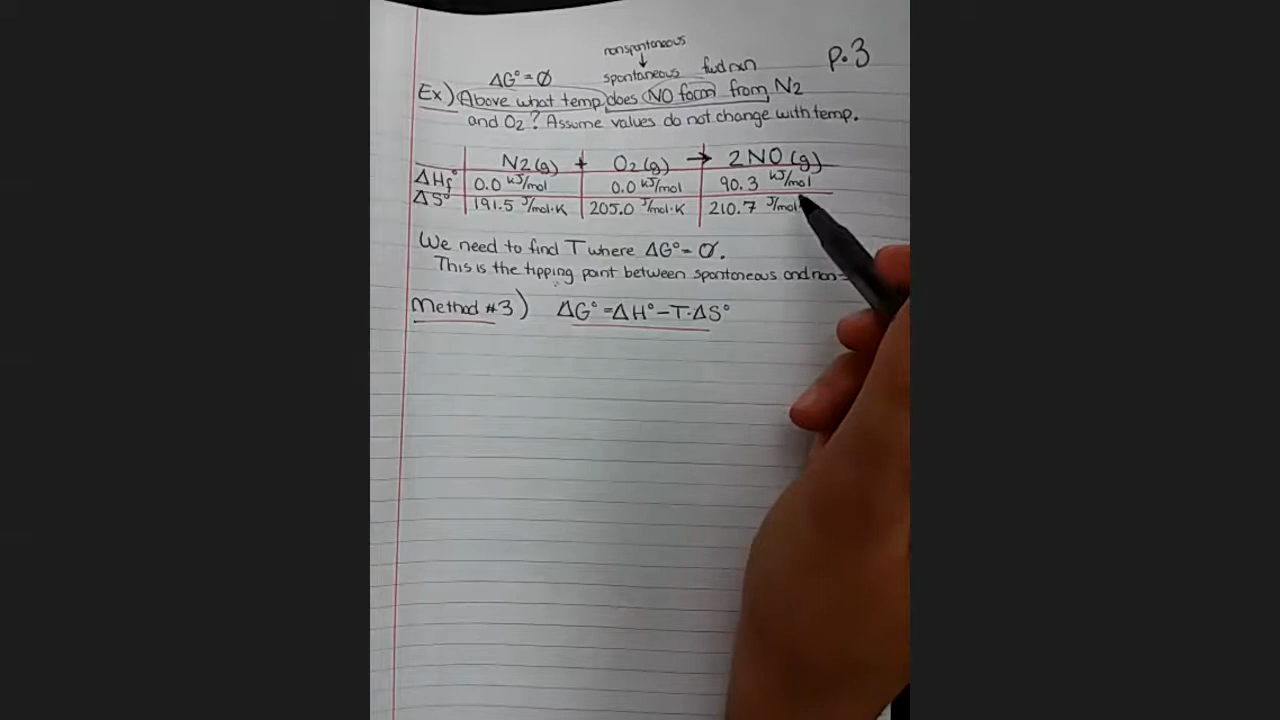 p.3
nonspontaneous
↓
ΔG° = Ø spontaneous fwd rxn
Ex) Above what temp does NO form from N2
and O2? Assume values do not change with temp.
N2(g) + O2(g) → 2NO(g)
ΔHf° 0.0 kJ/mol 0.0 kJ/mol 90.3 kJ/mol
ΔS° 191.5 J/mol·K 205.0 J/mol·K 210.7 J/mol
We need to find T where ΔG° = Ø.
This is the tipping point between spontaneous and non-
Method #3) ΔG° = ΔH° – T·ΔS°